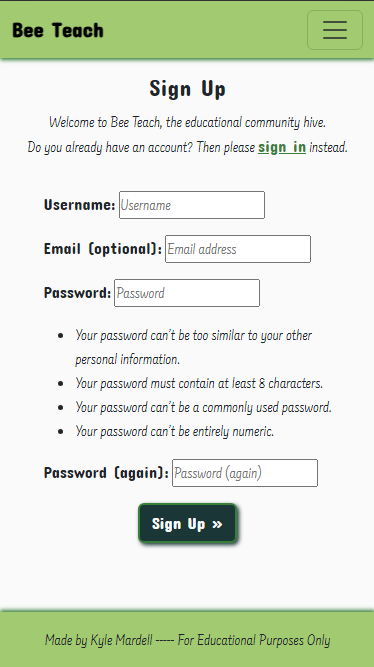 Bee Teach
Sign Up
Welcome to Bee Teach, the educational community hive.
Do you already have an account? Then please sign in instead.
Username: Username
Email (optional): Email address
Password: Password
• Your password can't be too similar to your other
personal information.
• Your password must contain at least 8 characters.
• Your password can't be a commonly used password.
• Your password can't be entirely numeric.
Password (again): Password (again)
Sign Up »
Made by Kyle Mardell ----- For Educational Purposes Only